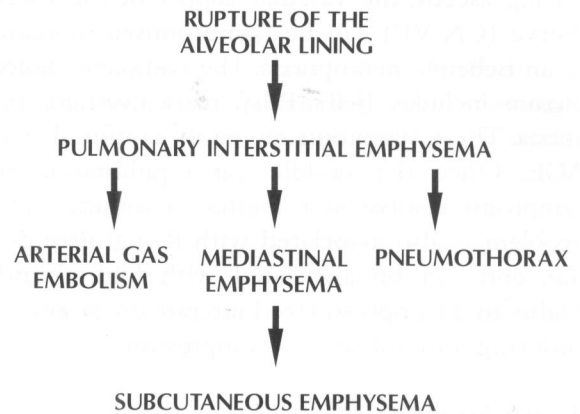 RUPTURE OF THE
ALVEOLAR LINING
PULMONARY INTERSTITIAL EMPHYSEMA
ARTERIAL GAS
EMBOLISM
MEDIASTINAL
EMPHYSEMA
PNEUMOTHORAX
SUBCUTANEOUS EMPHYSEMA